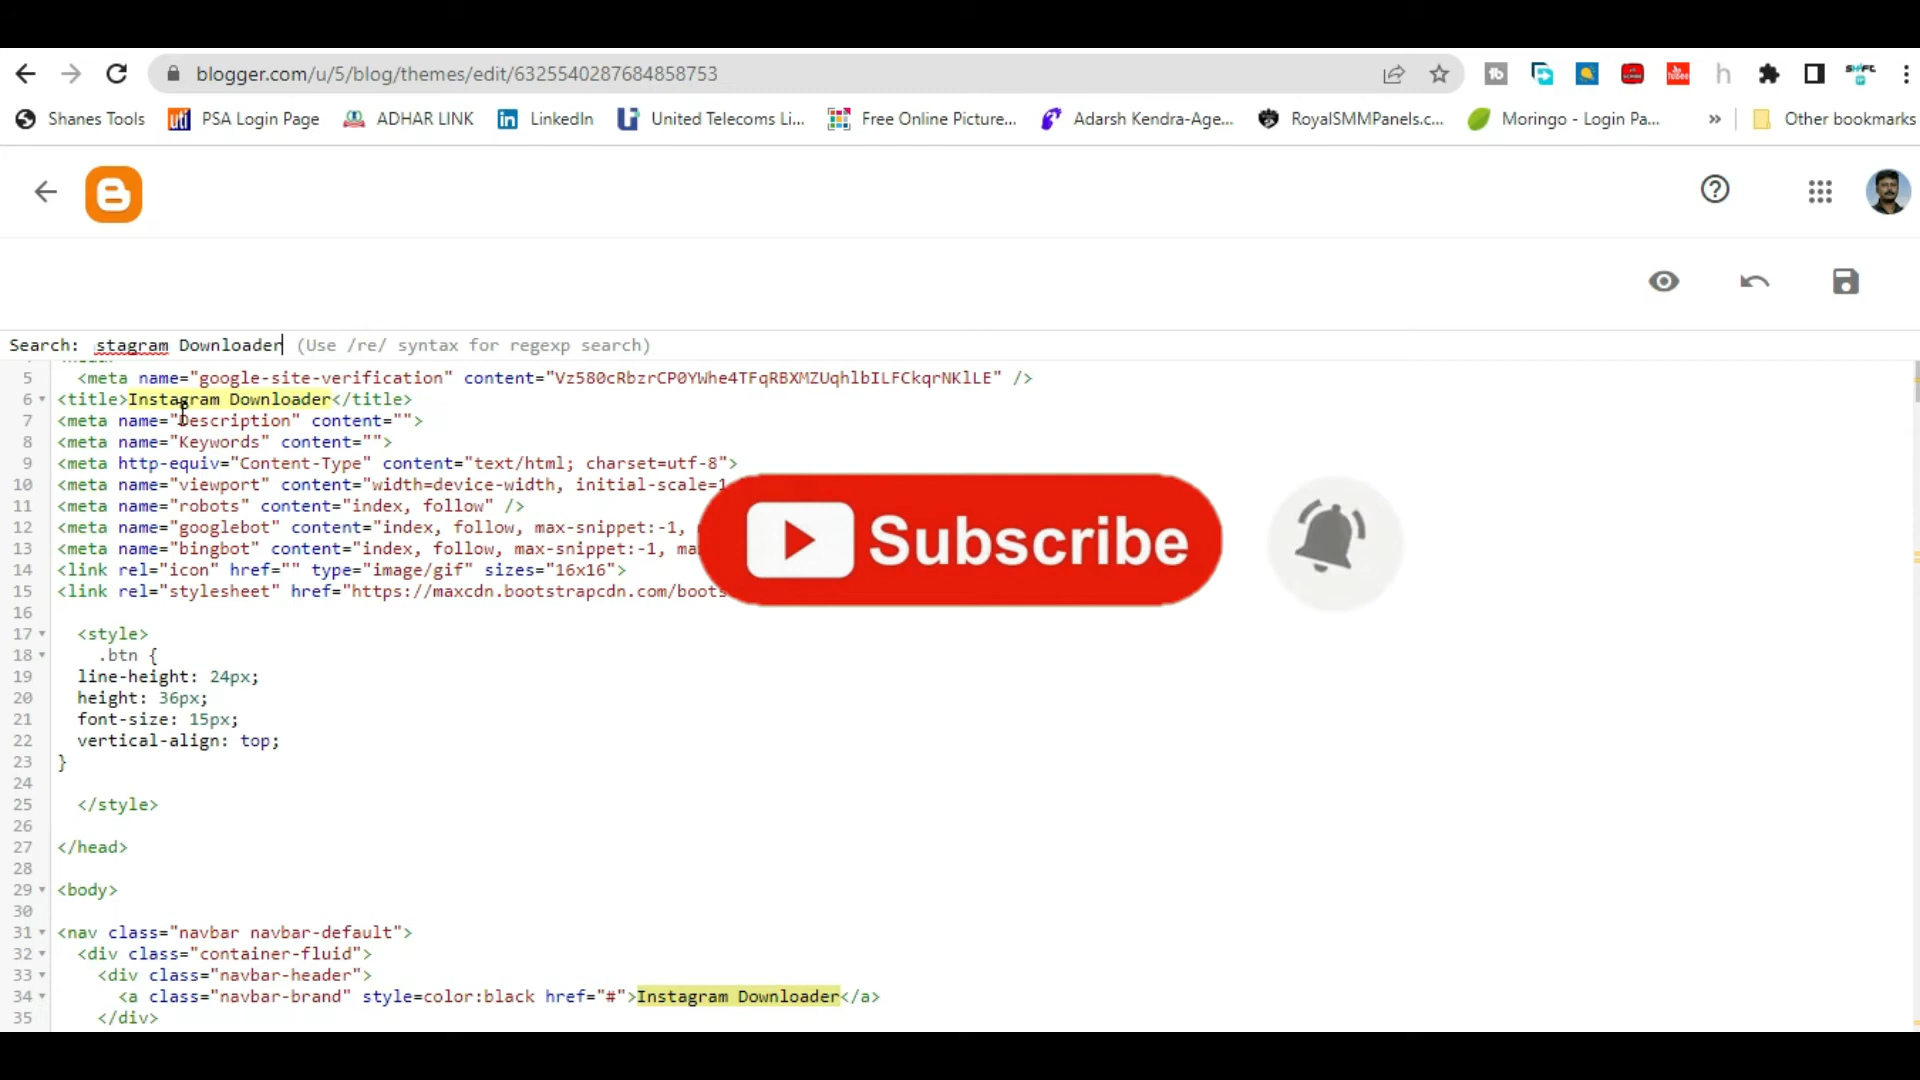 blogger.com/u/5/blog/themes/edit/6325540287684858753
Shanes Tools PSA Login Page ADHAR LINK LinkedIn United Telecoms Li... Free Online Picture... Adarsh Kendra-Age... RoyalSMMPanels.c... Moringo - Login Pa... » Other bookmarks
Search: stagram Downloader (Use /re/ syntax for regexp search)
5 <meta name="google-site-verification" content="Vz580cRbzrCP0YWhe4TFqRBXMZUqhlbILFCkqrNKlLE" />
6 <title>Instagram Downloader</title>
7 <meta name="Description" content="">
8 <meta name="Keywords" content="">
9 <meta http-equiv="Content-Type" content="text/html; charset=utf-8">
10 <meta name="viewport" content="width=device-width, initial-scale=1
11 <meta name="robots" content="index, follow" />
12 <meta name="googlebot" content="index, follow, max-snippet:-1,
13 <meta name="bingbot" content="index, follow, max-snippet:-1, ma
14 <link rel="icon" href="" type="image/gif" sizes="16x16">
15 <link rel="stylesheet" href="https://maxcdn.bootstrapcdn.com/boots
Subscribe
16
17 <style>
18 .btn {
19 line-height: 24px;
20 height: 36px;
21 font-size: 15px;
22 vertical-align: top;
23 }
24
25 </style>
26
27 </head>
28
29 <body>
30
31 <nav class="navbar navbar-default">
32 <div class="container-fluid">
33 <div class="navbar-header">
34 <a class="navbar-brand" style=color:black href="#">Instagram Downloader</a>
35 </div>